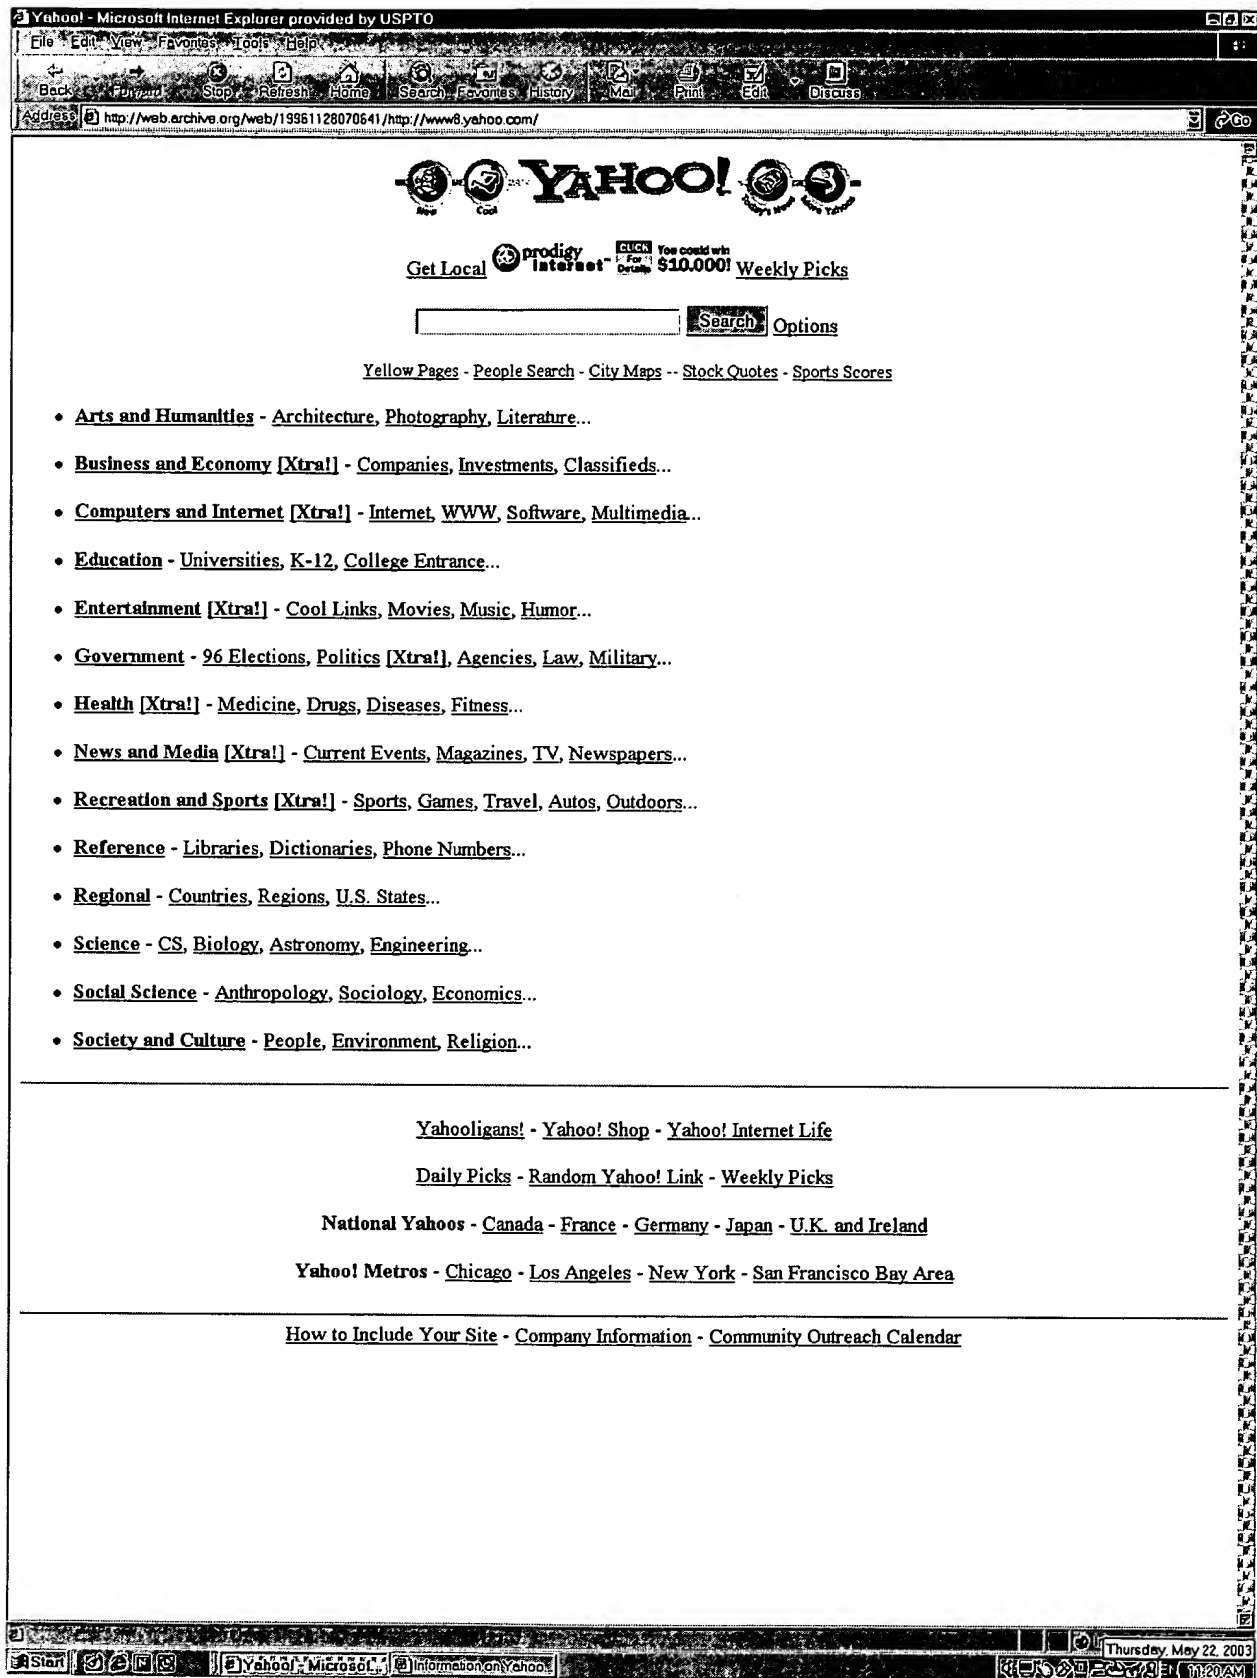 Yahoo! - Microsoft Internet Explorer provided by USPTO
File Edit View Favorites Tools Help
Back Forward Stop Refresh Home Search Favorites History Mail Print Edit Discuss
Address http://web.archive.org/web/19961128070641/http://www8.yahoo.com/ Go
YAHOO!
New Cool Today's News More Yahoos
Get Local prodigy internet™ CLICK For Details You could win $10.000! Weekly Picks
Search Options
Yellow Pages - People Search - City Maps -- Stock Quotes - Sports Scores
• Arts and Humanities - Architecture, Photography, Literature...
• Business and Economy [Xtra!] - Companies, Investments, Classifieds...
• Computers and Internet [Xtra!] - Internet, WWW, Software, Multimedia...
• Education - Universities, K-12, College Entrance...
• Entertainment [Xtra!] - Cool Links, Movies, Music, Humor...
• Government - 96 Elections, Politics [Xtra!], Agencies, Law, Military...
• Health [Xtra!] - Medicine, Drugs, Diseases, Fitness...
• News and Media [Xtra!] - Current Events, Magazines, TV, Newspapers...
• Recreation and Sports [Xtra!] - Sports, Games, Travel, Autos, Outdoors...
• Reference - Libraries, Dictionaries, Phone Numbers...
• Regional - Countries, Regions, U.S. States...
• Science - CS, Biology, Astronomy, Engineering...
• Social Science - Anthropology, Sociology, Economics...
• Society and Culture - People, Environment, Religion...
Yahooligans! - Yahoo! Shop - Yahoo! Internet Life
Daily Picks - Random Yahoo! Link - Weekly Picks
National Yahoos - Canada - France - Germany - Japan - U.K. and Ireland
Yahoo! Metros - Chicago - Los Angeles - New York - San Francisco Bay Area
How to Include Your Site - Company Information - Community Outreach Calendar
Thursday, May 22, 2003
Start Yahoo! - Microsof... Information on Yahoo! 11:20 AM